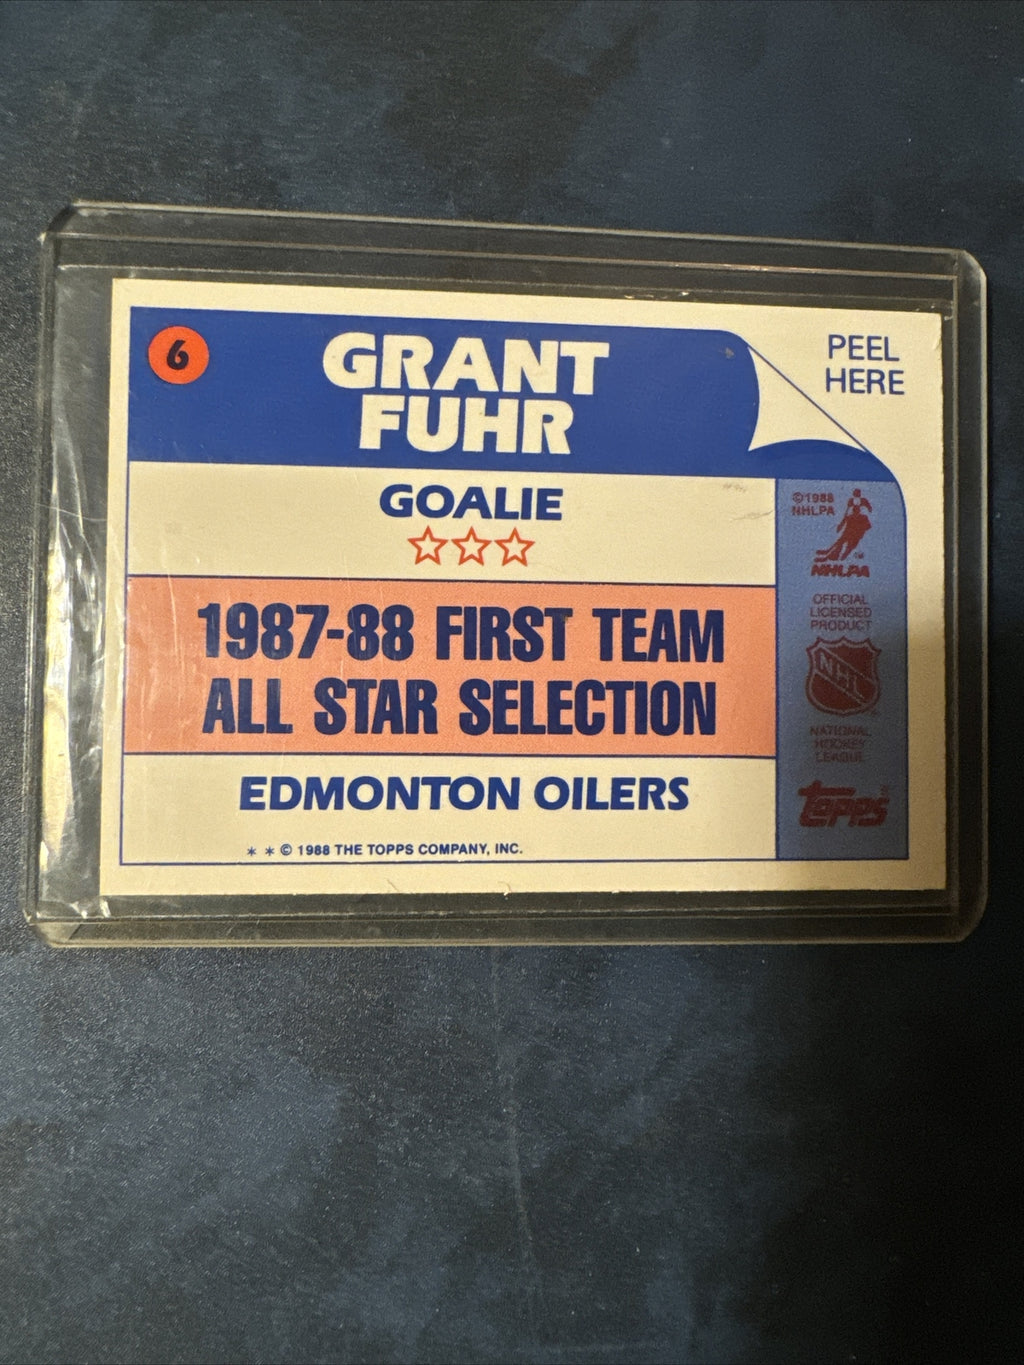 6
GRANT
FUHR
PEEL
HERE
GOALIE
©1988
NHLPA
TM
NHLPA
1987-88 FIRST TEAM
ALL STAR SELECTION
OFFICIAL
LICENSED
PRODUCT
NHL
NATIONAL
HOCKEY
LEAGUE
EDMONTON OILERS
topps
* * © 1988 THE TOPPS COMPANY, INC.